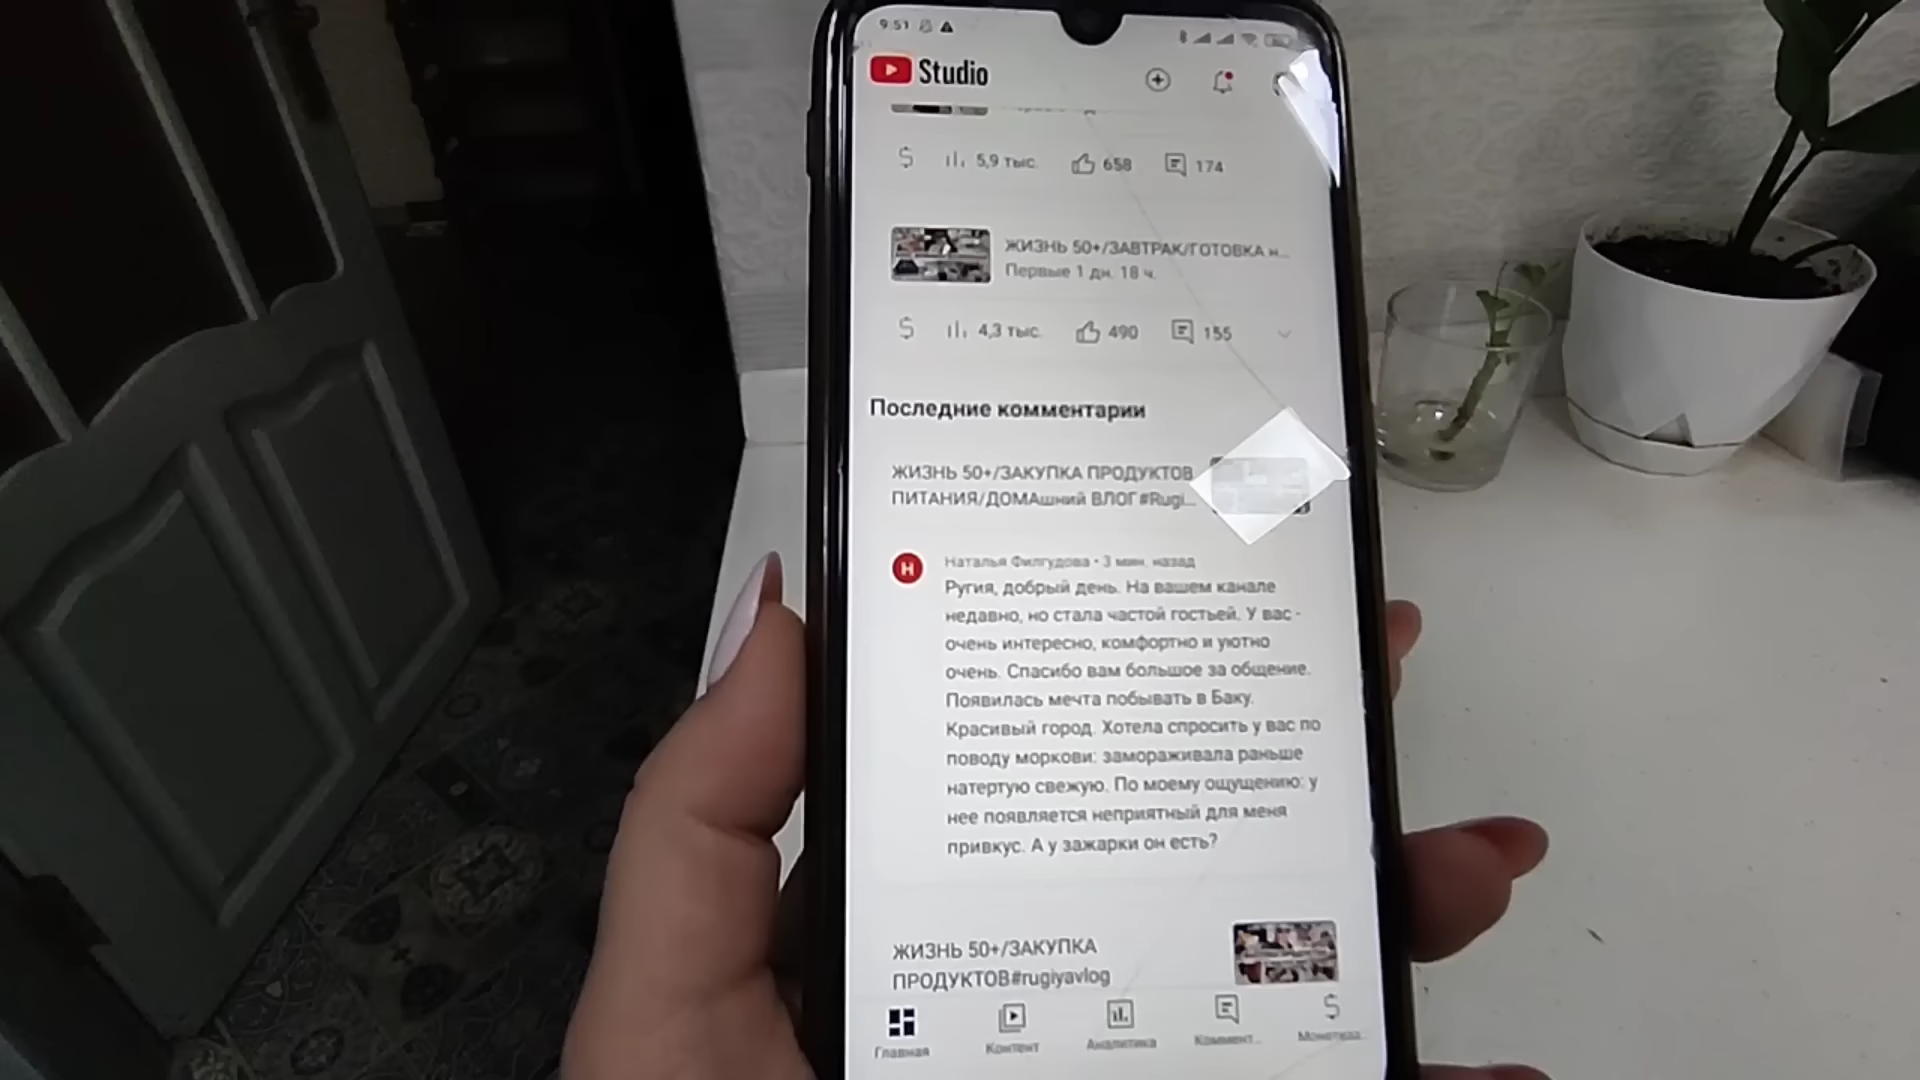 9:51
Studio
$ 5,9 тыс. 658 174
ЖИЗНЬ 50+/ЗАВТРАК/ГОТОВКА н...
Первые 1 дн. 18 ч.
$ 4,3 тыс. 490 155
Последние комментарии
ЖИЗНЬ 50+/ЗАКУПКА ПРОДУКТОВ
ПИТАНИЯ/ДОМАшний ВЛОГ#Rugi...
Н
Наталья Филгудова • 3 мин. назад
Ругия, добрый день. На вашем канале
недавно, но стала частой гостьей. У вас -
очень интересно, комфортно и уютно
очень. Спасибо вам большое за общение.
Появилась мечта побывать в Баку.
Красивый город. Хотела спросить у вас по
поводу моркови: замораживала раньше
натертую свежую. По моему ощущению: у
нее появляется неприятный для меня
привкус. А у зажарки он есть?
ЖИЗНЬ 50+/ЗАКУПКА
ПРОДУКТОВ#rugiyavlog
Главная Контент Аналитика Коммент... Монетиза...